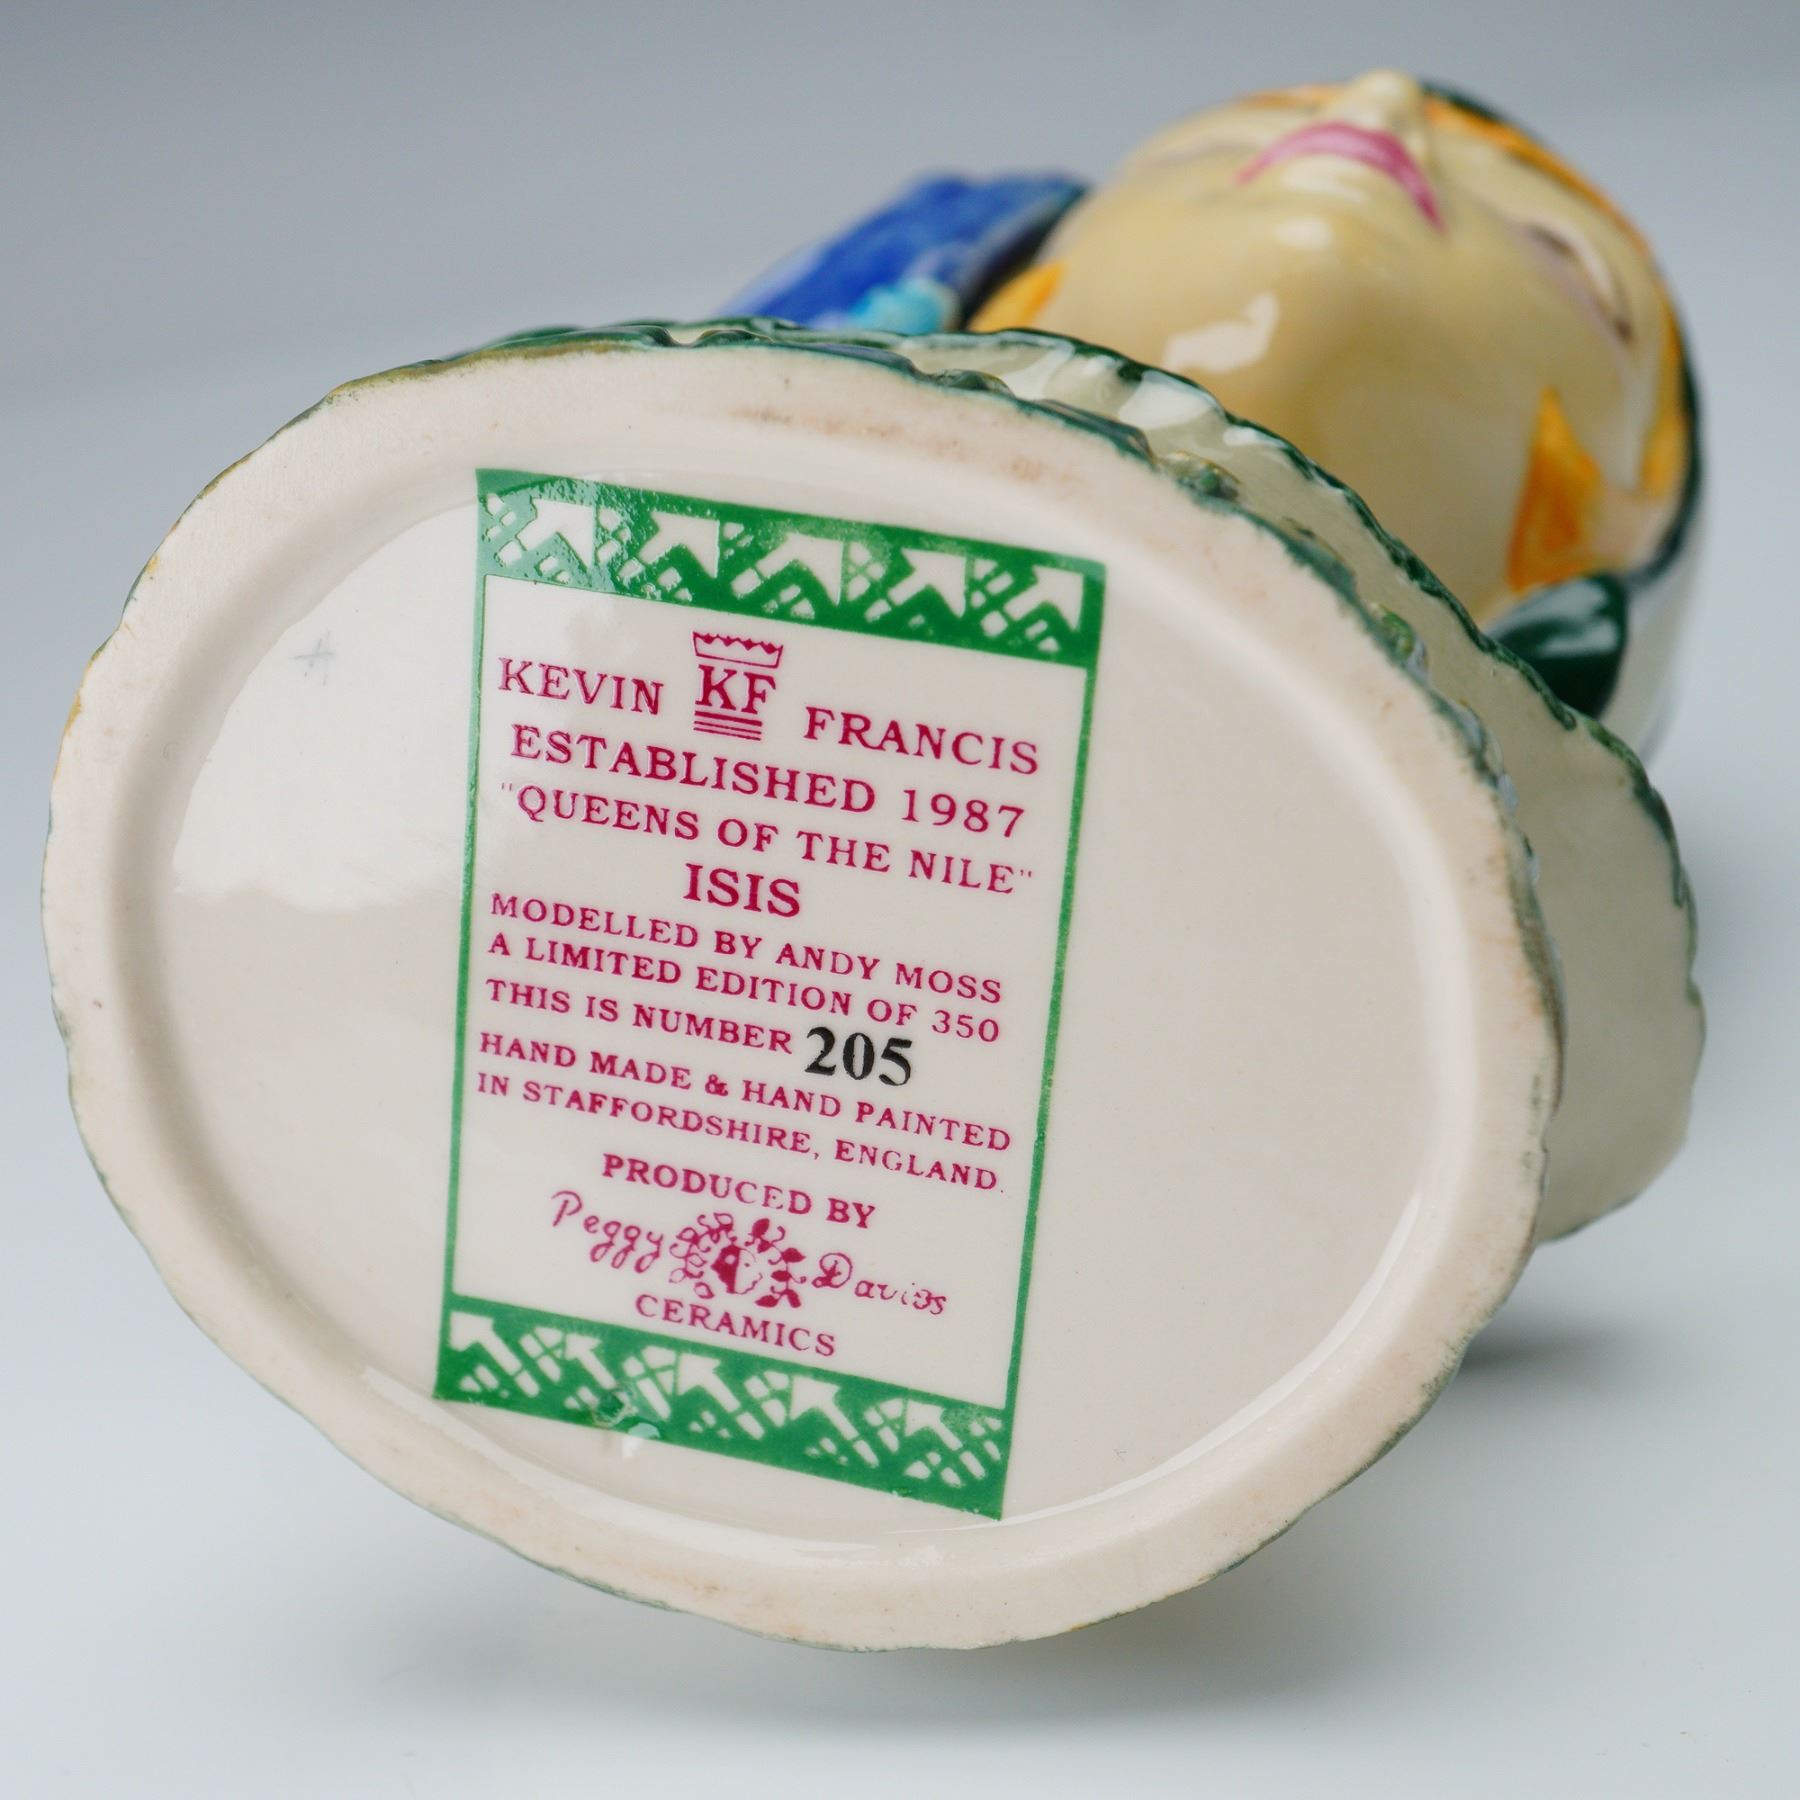 KEVIN KF FRANCIS
ESTABLISHED 1987
"QUEENS OF THE NILE"
ISIS
MODELLED BY ANDY MOSS
A LIMITED EDITION OF 350
THIS IS NUMBER 205
HAND MADE & HAND PAINTED
IN STAFFORDSHIRE, ENGLAND.
PRODUCED BY
Peggy Davies
CERAMICS